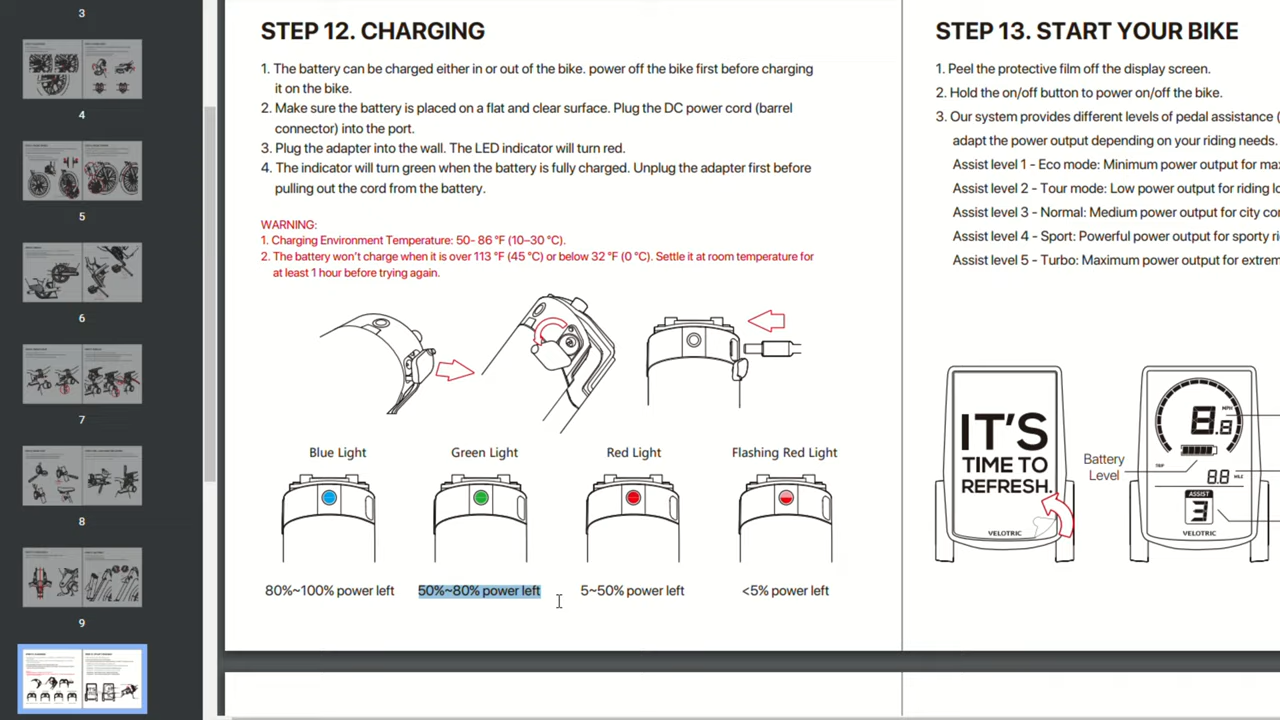 3
4
5
6
7
8
9
STEP 12. CHARGING
1. The battery can be charged either in or out of the bike. power off the bike first before charging
it on the bike.
2. Make sure the battery is placed on a flat and clear surface. Plug the DC power cord (barrel
connector) into the port.
3. Plug the adapter into the wall. The LED indicator will turn red.
4. The indicator will turn green when the battery is fully charged. Unplug the adapter first before
pulling out the cord from the battery.
WARNING:
1. Charging Environment Temperature: 50- 86 °F (10–30 °C).
2. The battery won't charge when it is over 113 °F (45 °C) or below 32 °F (0 °C). Settle it at room temperature for
at least 1 hour before trying again.
Blue Light
Green Light
Red Light
Flashing Red Light
80%~100% power left
50%~80% power left
5~50% power left
<5% power left
STEP 13. START YOUR BIKE
1. Peel the protective film off the display screen.
2. Hold the on/off button to power on/off the bike.
3. Our system provides different levels of pedal assistance (
adapt the power output depending on your riding needs.
Assist level 1 - Eco mode: Minimum power output for
Assist level 2 - Tour mode: Low power output for riding
Assist level 3 - Normal: Medium power output for city
Assist level 4 - Sport: Powerful power output for sporty
Assist level 5 - Turbo: Maximum power output for
IT'S
TIME TO
REFRESH.
VELOTRIC
Battery
Level
8.8
MPH
TRIP
8.8
ASSIST
3
VELOTRIC